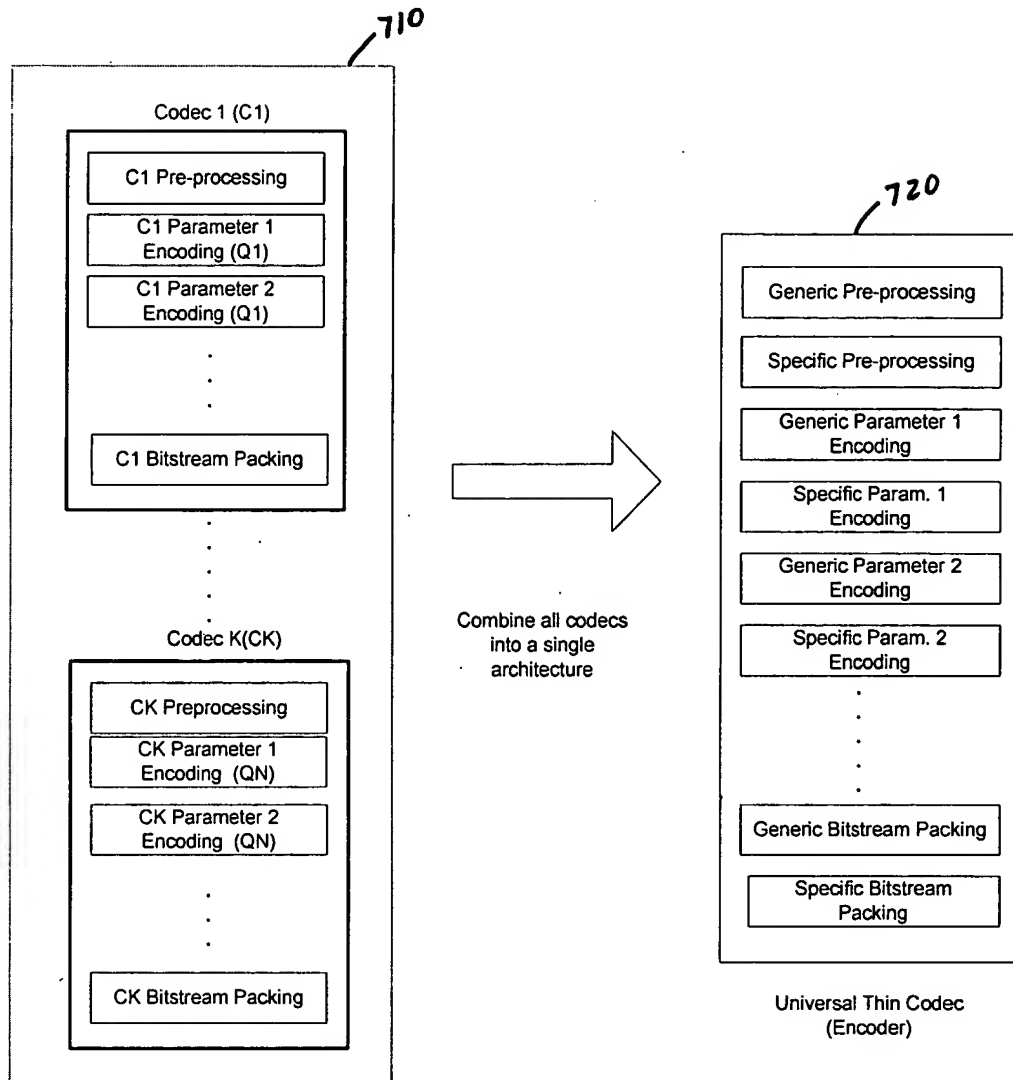 710
Codec 1 (C1)
C1 Pre-processing
C1 Parameter 1
Encoding (Q1)
C1 Parameter 2
Encoding (Q1)
C1 Bitstream Packing
Codec K(CK)
CK Preprocessing
CK Parameter 1
Encoding (QN)
CK Parameter 2
Encoding (QN)
CK Bitstream Packing
Combine all codecs
into a single
architecture
720
Generic Pre-processing
Specific Pre-processing
Generic Parameter 1
Encoding
Specific Param. 1
Encoding
Generic Parameter 2
Encoding
Specific Param. 2
Encoding
Generic Bitstream Packing
Specific Bitstream
Packing
Universal Thin Codec
(Encoder)